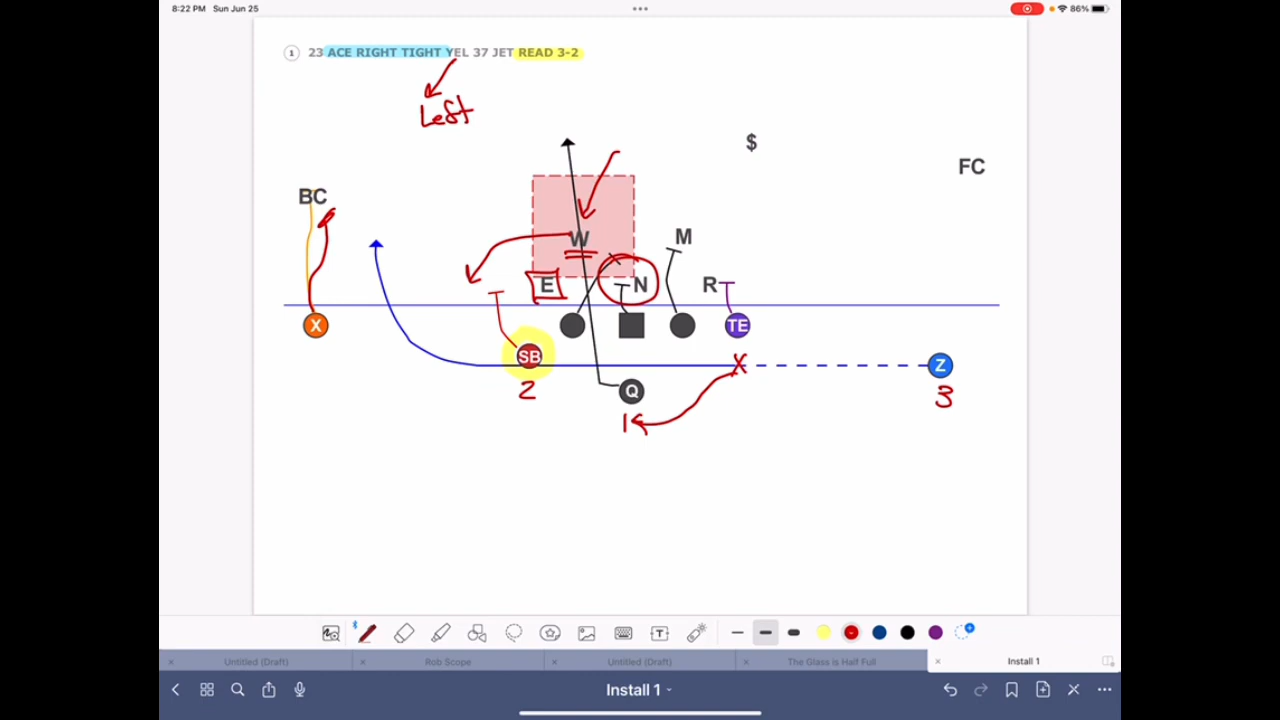 8:22 PM Sun Jun 25
86%
1 23 ACE RIGHT TIGHT YEL 37 JET READ 3-2
Left
$
FC
BC
W
M
E
N
R
X
TE
SB
X
Z
2
Q
3
1
T
Untitled (Draft)
Rob Scope
Untitled (Draft)
The Glass is Half Full
Install 1
Install 1